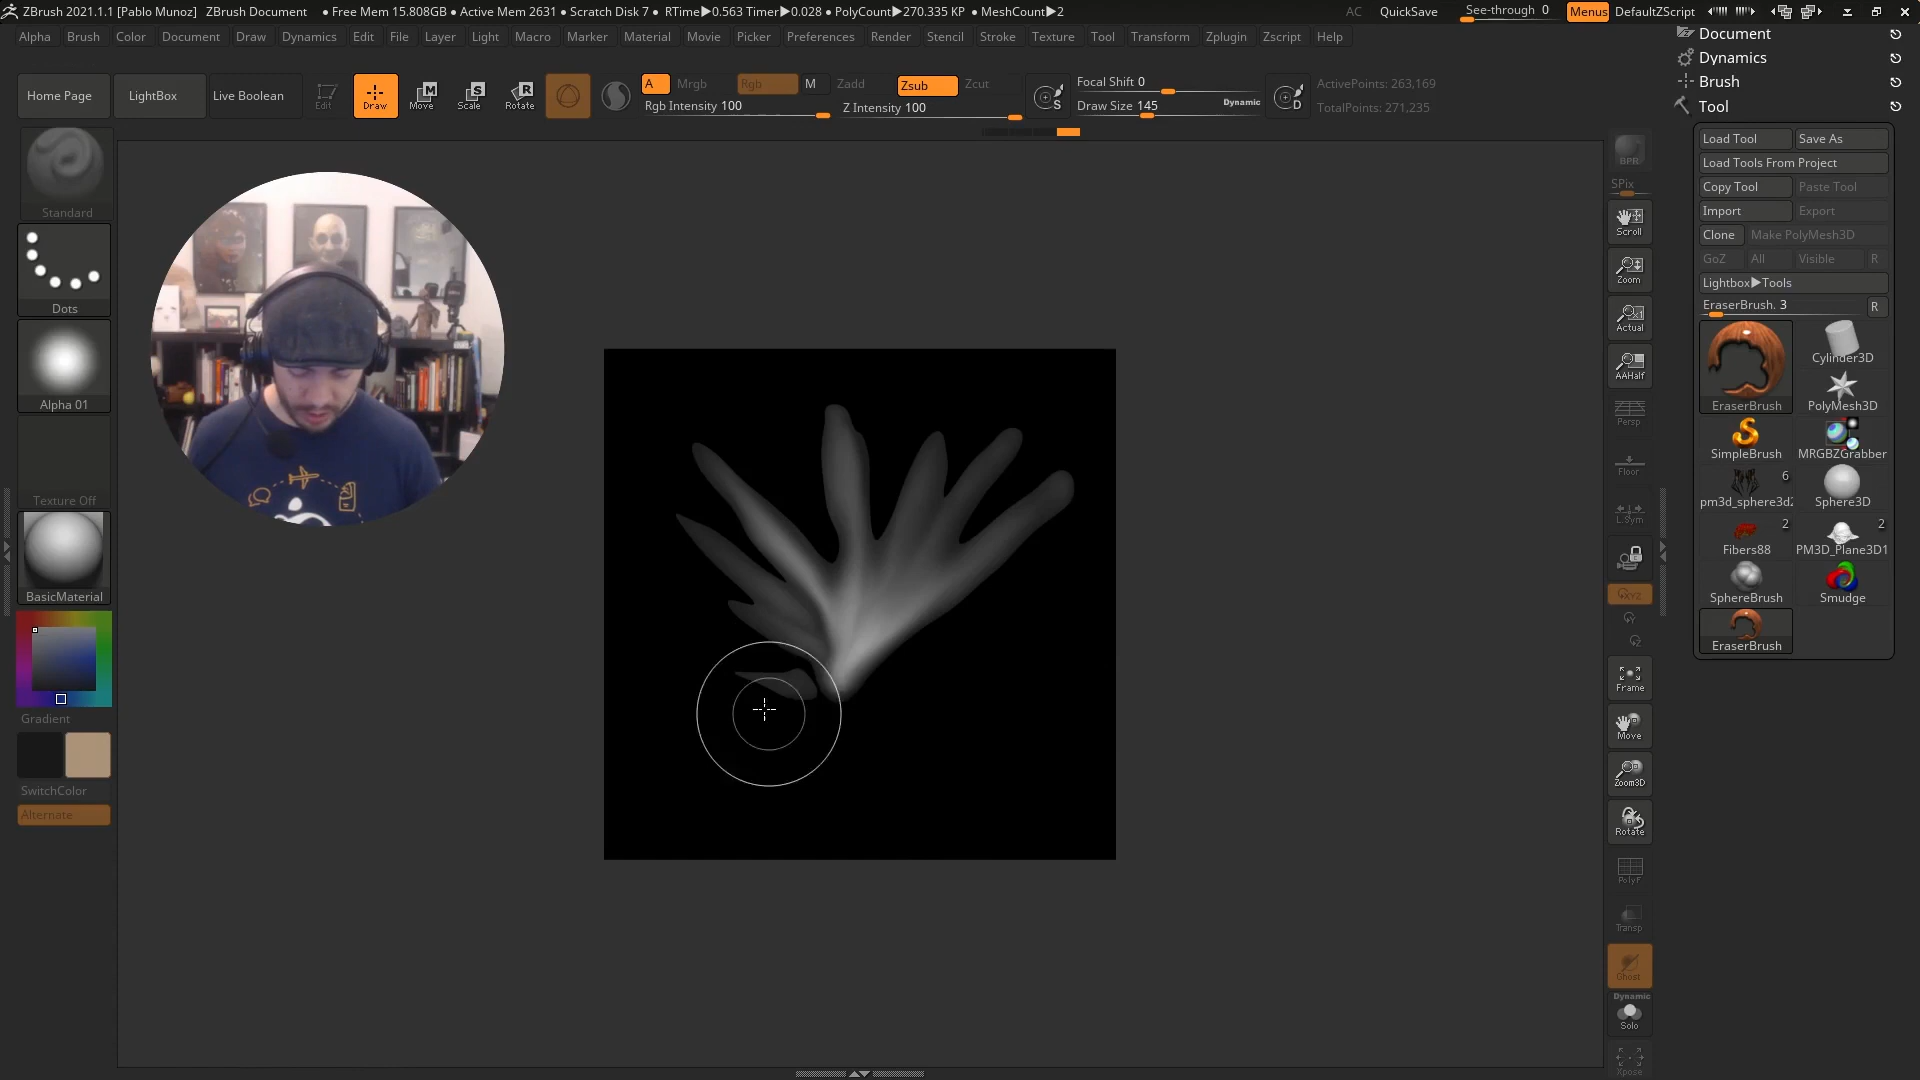 ZBrush 2021.1.1 [Pablo Munoz] ZBrush Document • Free Mem 15.808GB • Active Mem 2631 • Scratch Disk 7 • RTime▶0.563 Timer▶0.028 • PolyCount▶270.335 KP • MeshCount▶2 AC QuickSave See-through 0 Menus DefaultZScript
Alpha Brush Color Document Draw Dynamics Edit File Layer Light Macro Marker Material Movie Picker Preferences Render Stencil Stroke Texture Tool Transform Zplugin Zscript Help
Home Page LightBox Live Boolean Edit Draw Move Scale Rotate
A Mrgb Rgb M Zadd Zsub Zcut
Rgb Intensity 100 Z Intensity 100
Focal Shift 0
Draw Size 145 Dynamic
ActivePoints: 263,169
TotalPoints: 271,235
Standard
Dots
Alpha 01
Texture Off
BasicMaterial
Gradient
SwitchColor
Alternate
BPR
SPix
Scroll
Zoom
Actual
AAHalf
Persp
Floor
L.Sym
XYZ
Y
Z
Frame
Move
Zoom3D
Rotate
PolyF
Transp
Ghost
Dynamic
Solo
Xpose
Document
Dynamics
Brush
Tool
Load Tool Save As
Load Tools From Project
Copy Tool Paste Tool
Import Export
Clone Make PolyMesh3D
GoZ All Visible R
Lightbox▶Tools
EraserBrush. 3 R
EraserBrush Cylinder3D
PolyMesh3D
SimpleBrush MRGBZGrabber
6
pm3d_sphere3d2 Sphere3D
2 2
Fibers88 PM3D_Plane3D1
SphereBrush Smudge
EraserBrush